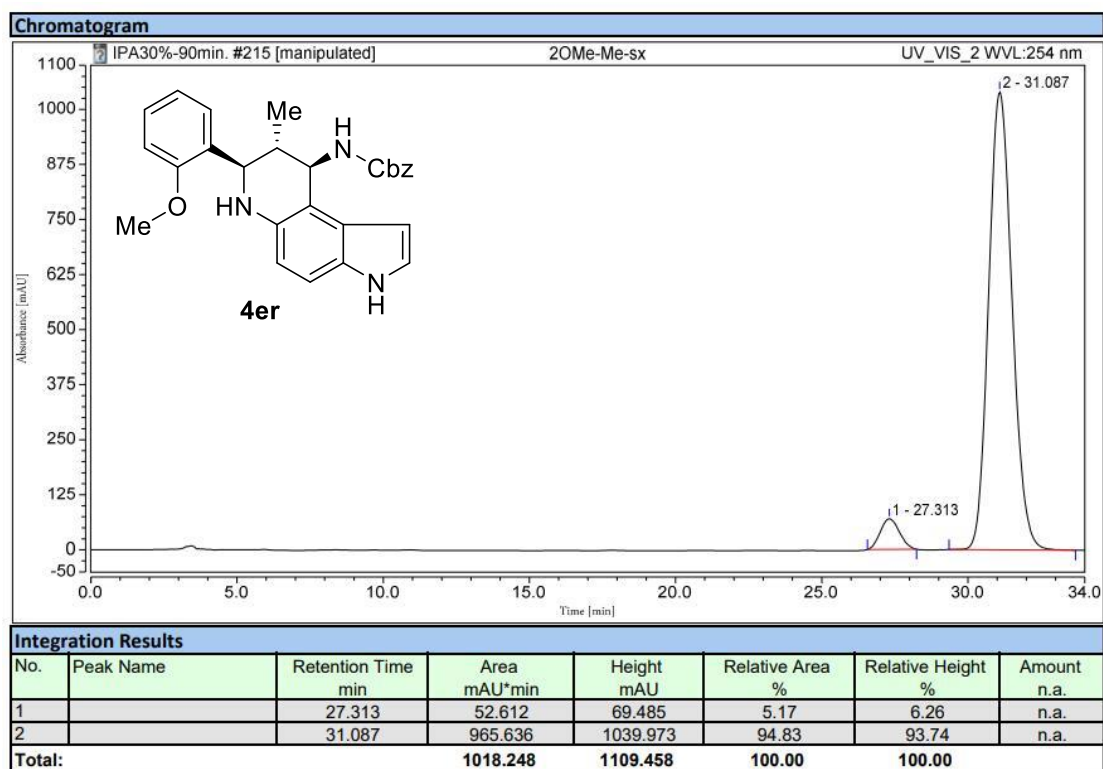 Chromatogram
IPA30%-90min. #215 [manipulated] 2OMe-Me-sx UV_VIS_2 WVL:254 nm
1100
1000
875
750
625
500
375
250
125
0
-50
Absorbance [mAU]
2 - 31.087
1 - 27.313
Me
H
N
Cbz
O
Me
HN
N
H
4er
0.0 5.0 10.0 15.0 20.0 25.0 30.0 34.0
Time [min]
Integration Results
No. Peak Name Retention Time Area Height Relative Area Relative Height Amount
min mAU*min mAU % % n.a.
1 27.313 52.612 69.485 5.17 6.26 n.a.
2 31.087 965.636 1039.973 94.83 93.74 n.a.
Total: 1018.248 1109.458 100.00 100.00